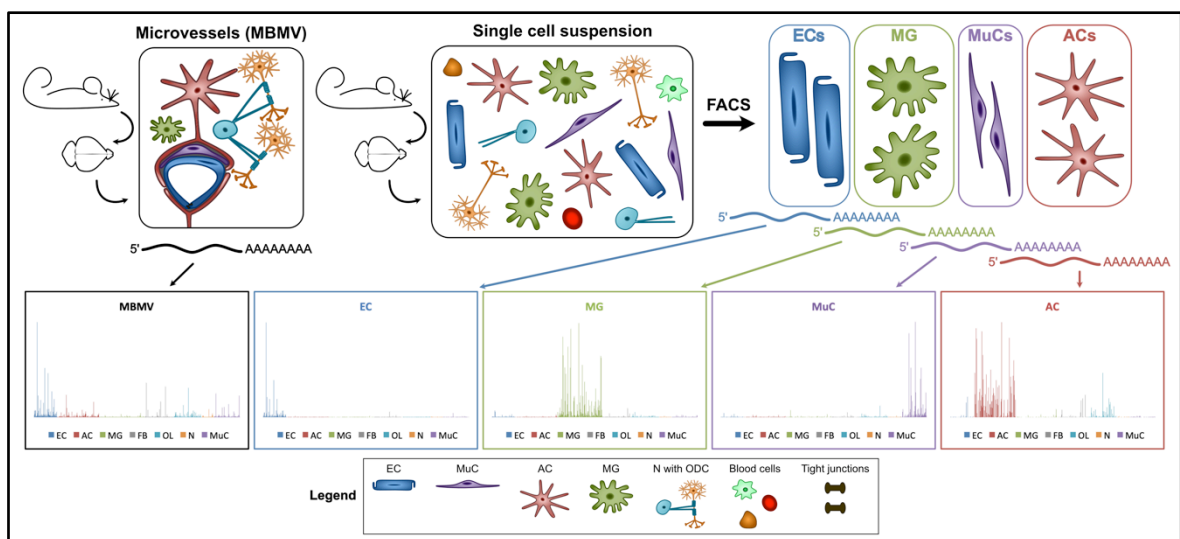 Microvessels (MBMV)
Single cell suspension
FACS
ECs
MG
MuCs
ACs
5' AAAAAAAA
5' AAAAAAAA
5' AAAAAAAA
5' AAAAAAAA
5' AAAAAAAA
MBMV
EC AC MG FB OL N MuC
EC
EC AC MG FB OL N MuC
MG
EC AC MG FB OL N MuC
MuC
EC AC MG FB OL N MuC
AC
EC AC MG FB OL N MuC
Legend
EC MuC AC MG N with ODC Blood cells Tight junctions